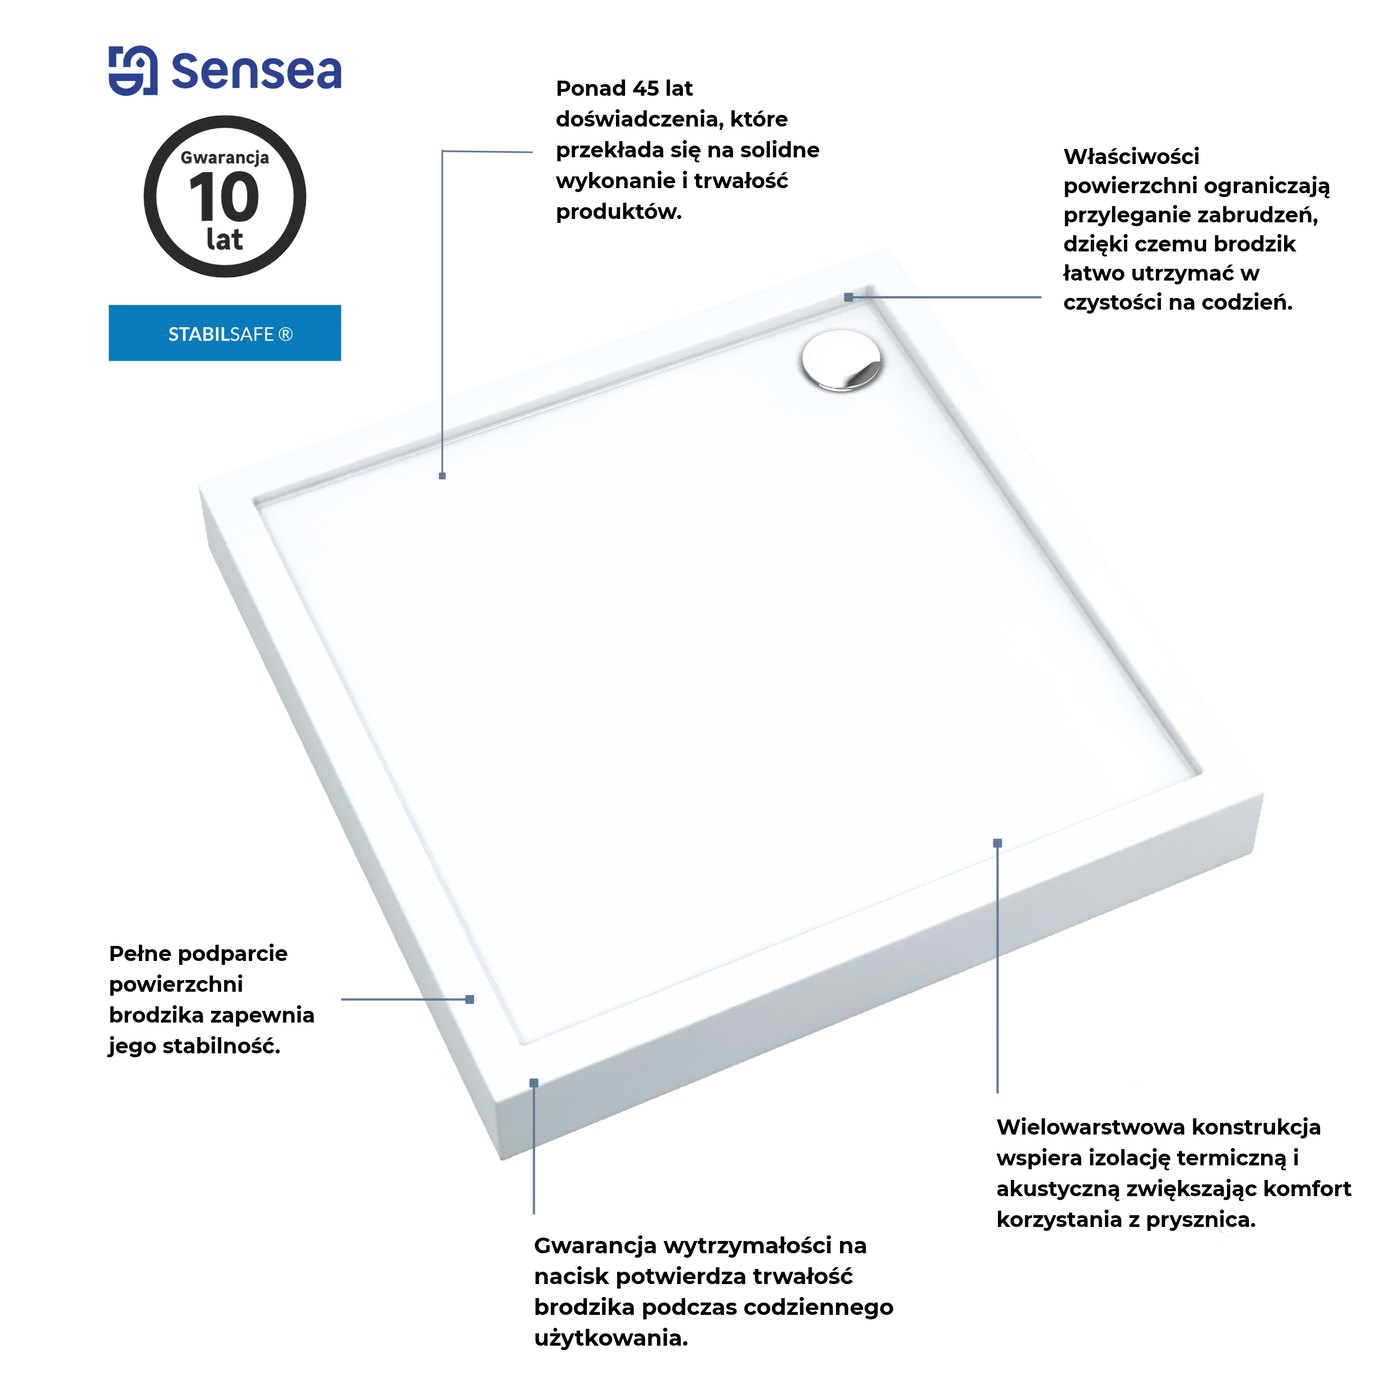 Sensea
Gwarancja
10
lat
STABILSAFE ®
Ponad 45 lat
doświadczenia, które
przekłada się na solidne
wykonanie i trwałość
produktów.
Właściwości
powierzchni ograniczają
przyleganie zabrudzeń,
dzięki czemu brodzik
łatwo utrzymać w
czystości na codzień.
Pełne podparcie
powierzchni
brodzika zapewnia
jego stabilność.
Wielowarstwowa konstrukcja
wspiera izolację termiczną i
akustyczną zwiększając komfort
korzystania z prysznica.
Gwarancja wytrzymałości na
nacisk potwierdza trwałość
brodzika podczas codziennego
użytkowania.